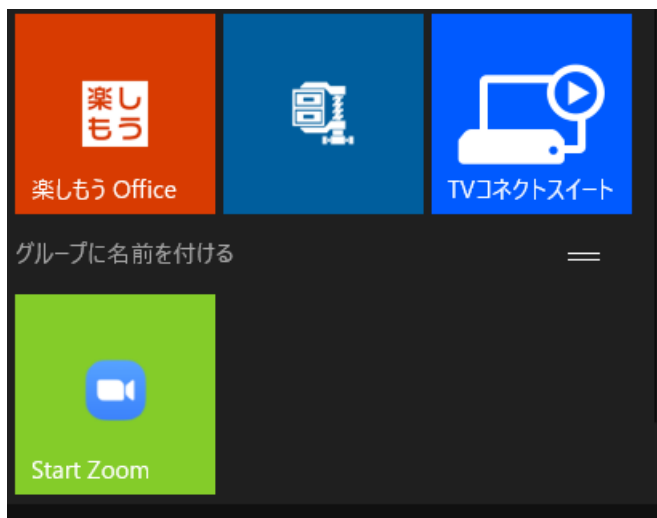 楽し
もう
楽しもう Office
TVコネクトスイート
グループに名前を付ける
Start Zoom